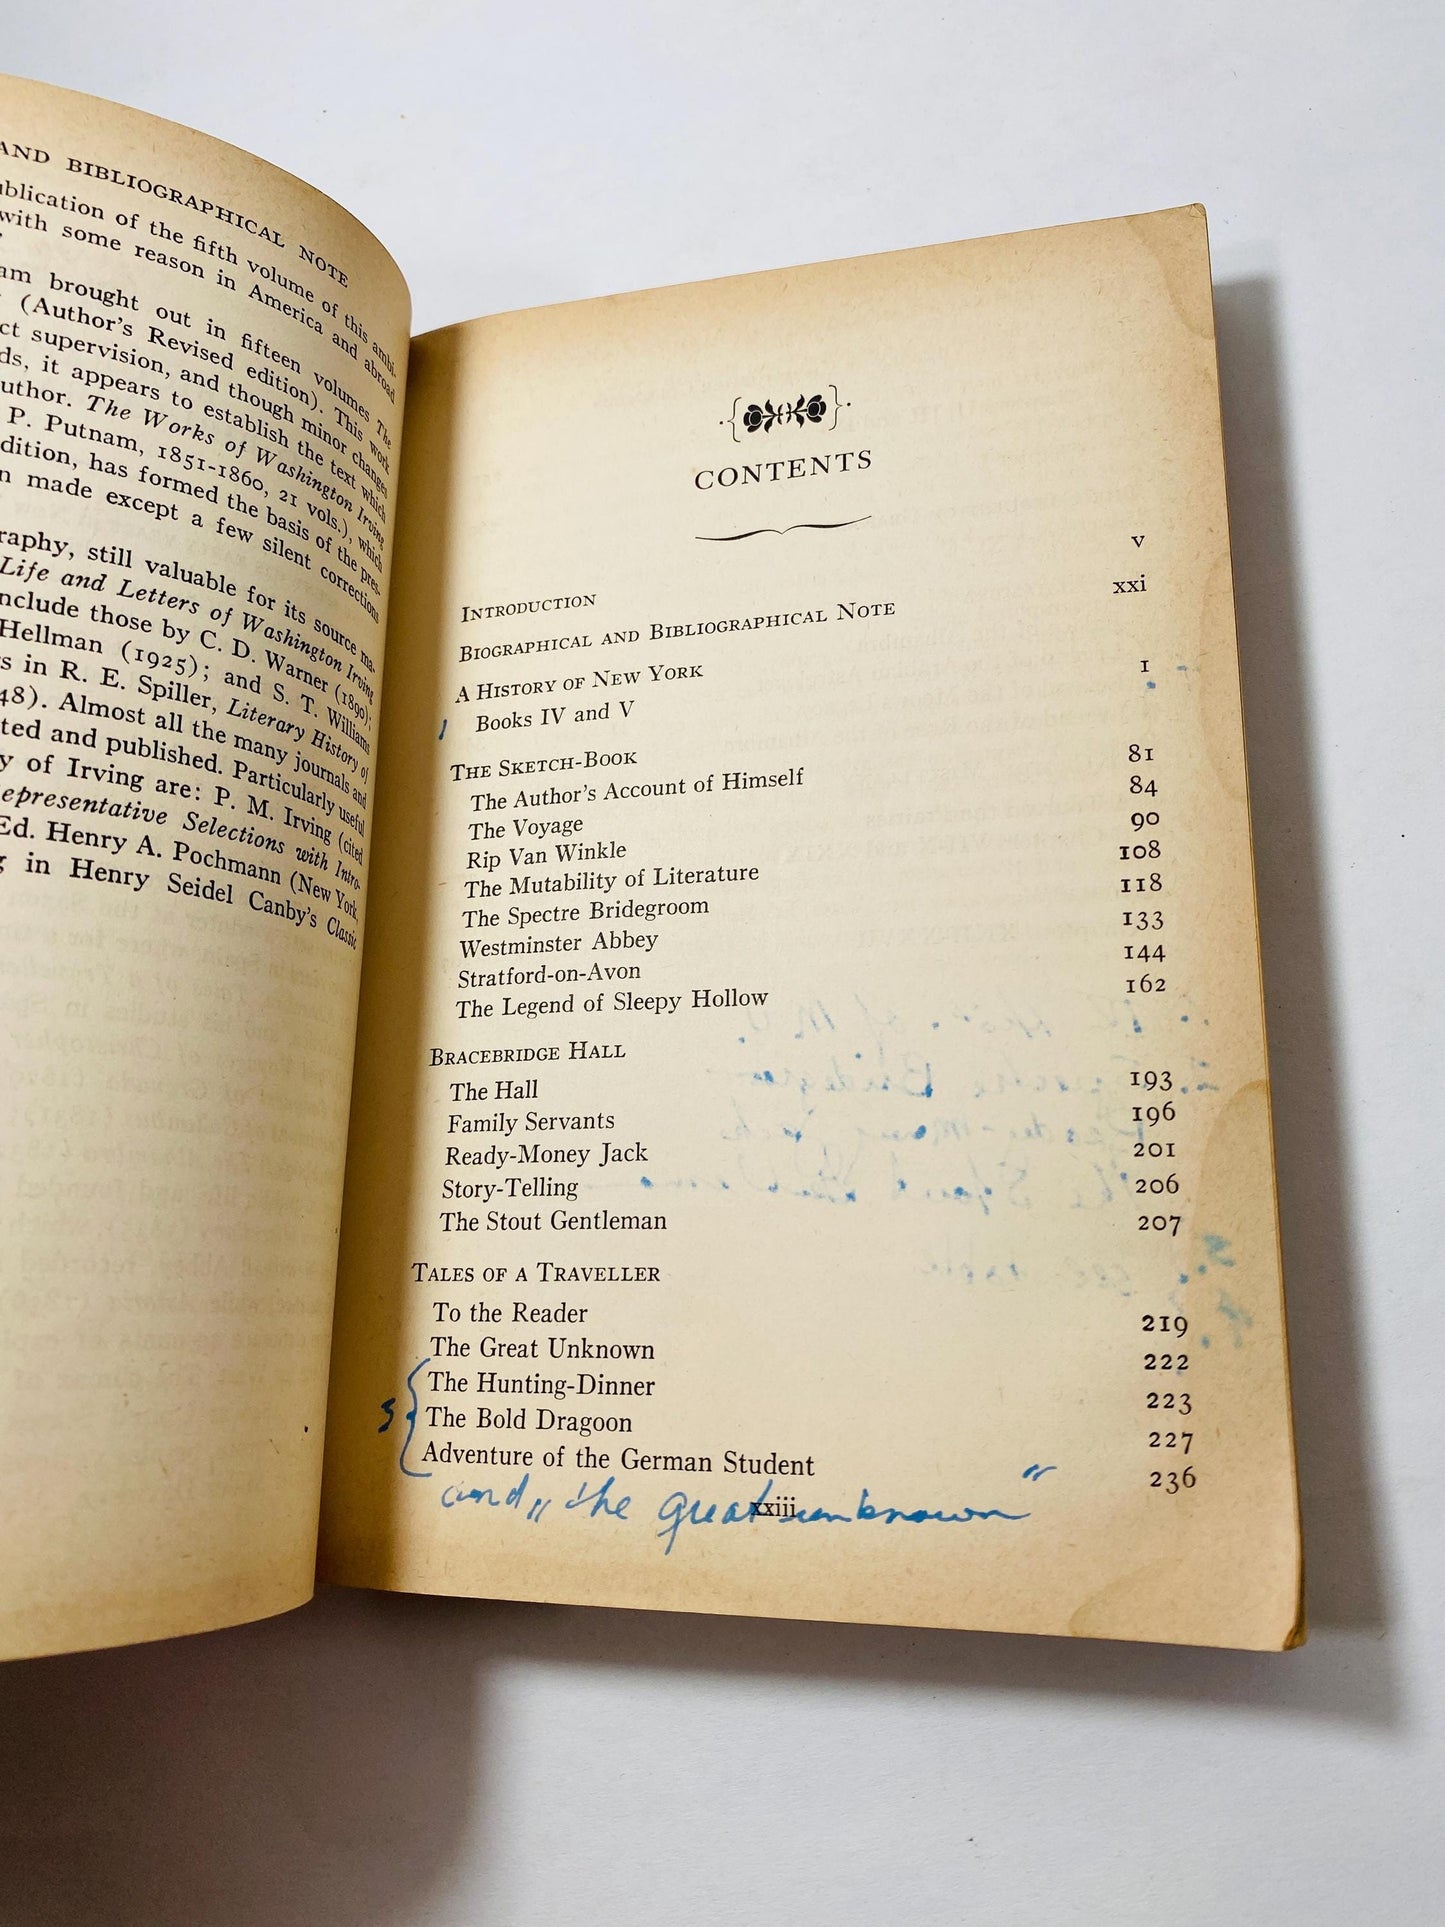 AND BIBLIOGRAPHICAL NOTE
of the fifth volume of this ambi-
with some reason in America and abroad
brought out in fifteen volumes The
(Author's Revised edition). This work
supervision, and though minor changes
it appears to establish the text which
The Works of Washington Irving
P. Putnam, 1851-1860, 21 vols.), which
has formed the basis of the pres-
made except a few silent corrections
still valuable for its source ma-
Life and Letters of Washington Irving
those by C. D. Warner (1890);
Hellman (1925); and S. T. Williams
in R. E. Spiller, Literary History of
Almost all the many journals and
and published. Particularly useful
of Irving are: P. M. Irving (cited
Selections with Intro-
Ed. Henry A. Pochmann (New York,
in Henry Seidel Canby's Classic
CONTENTS
INTRODUCTION v
BIOGRAPHICAL AND BIBLIOGRAPHICAL NOTE xxi
A HISTORY OF NEW YORK
Books IV and V 1
THE SKETCH-BOOK
The Author's Account of Himself 81
The Voyage 84
Rip Van Winkle 90
The Mutability of Literature 108
The Spectre Bridegroom 118
Westminster Abbey 133
Stratford-on-Avon 144
The Legend of Sleepy Hollow 162
BRACEBRIDGE HALL
The Hall 193
Family Servants 196
Ready-Money Jack 201
Story-Telling 206
The Stout Gentleman 207
TALES OF A TRAVELLER
To the Reader 219
The Great Unknown 222
The Hunting-Dinner 223
The Bold Dragoon 227
Adventure of the German Student 236
and „the great unknown"
xxiii